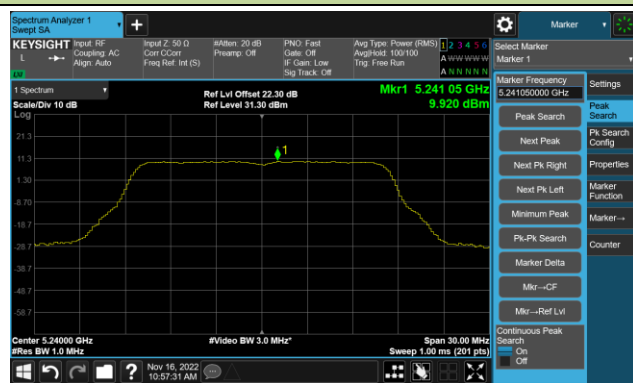 Spectrum Analyzer 1
Swept SA
Marker
KEYSIGHT
Input: RF
Coupling: AC
Align: Auto
Input Z: 50 Ω
Corr CCorr
Freq Ref: Int (S)
#Atten: 20 dB
Preamp: Off
PNO: Fast
Gate: Off
IF Gain: Low
Sig Track: Off
Avg Type: Power (RMS)
Avg|Hold: 100/100
Trig: Free Run
1 2 3 4 5 6
A W W W W W
A N N N N N
L
LXI
Select Marker
Marker 1
1 Spectrum
Scale/Div 10 dB
Ref Lvl Offset 22.30 dB
Ref Level 31.30 dBm
Mkr1 5.241 05 GHz
9.920 dBm
Log
21.3
11.3
1.30
-8.70
-18.7
-28.7
-38.7
-48.7
-58.7
1
Center 5.24000 GHz
#Res BW 1.0 MHz
#Video BW 3.0 MHz*
Span 30.00 MHz
Sweep 1.00 ms (201 pts)
Marker Frequency
5.241050000 GHz
Peak Search
Next Peak
Next Pk Right
Next Pk Left
Minimum Peak
Pk-Pk Search
Marker Delta
Mkr→CF
Mkr→Ref Lvl
Continuous Peak
Search
On
Off
Settings
Peak
Search
Pk Search
Config
Properties
Marker
Function
Marker→
Counter
?
Nov 16, 2022
10:57:31 AM